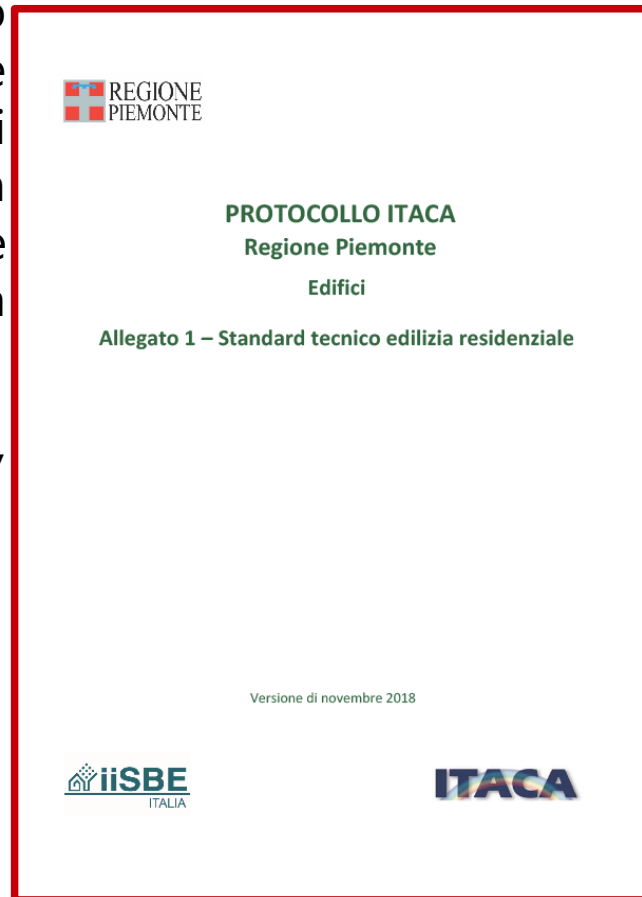 REGIONE
PIEMONTE
PROTOCOLLO ITACA
Regione Piemonte
Edifici
Allegato 1 – Standard tecnico edilizia residenziale
Versione di novembre 2018
iiSBE
ITALIA
ITACA